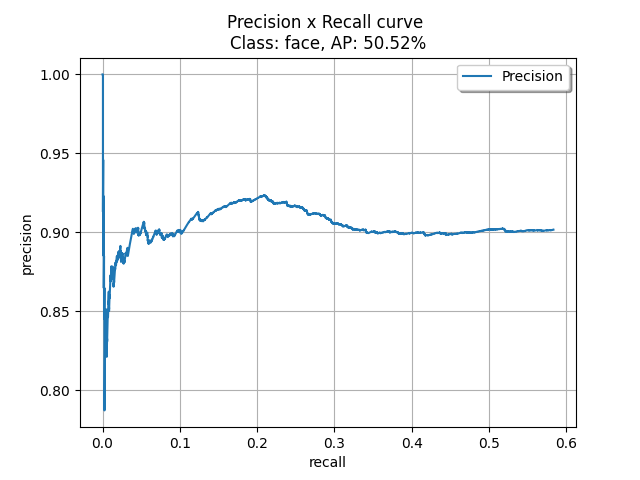 Precision x Recall curve
Class: face, AP: 50.52%
Precision
1.00
0.95
0.90
0.85
0.80
precision
0.0 0.1 0.2 0.3 0.4 0.5 0.6
recall